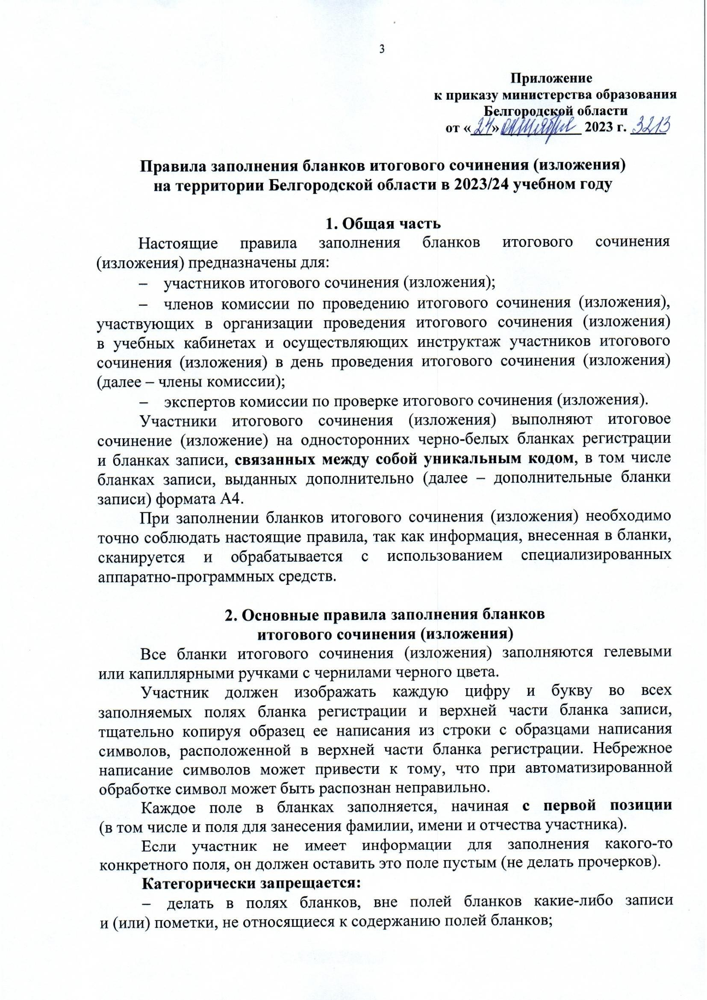 3
Приложение
к приказу министерства образования
Белгородской области
от «24» октября 2023 г. 3213
Правила заполнения бланков итогового сочинения (изложения)
на территории Белгородской области в 2023/24 учебном году
1. Общая часть
Настоящие правила заполнения бланков итогового сочинения
(изложения) предназначены для:
– участников итогового сочинения (изложения);
– членов комиссии по проведению итогового сочинения (изложения),
участвующих в организации проведения итогового сочинения (изложения)
в учебных кабинетах и осуществляющих инструктаж участников итогового
сочинения (изложения) в день проведения итогового сочинения (изложения)
(далее – члены комиссии);
– экспертов комиссии по проверке итогового сочинения (изложения).
Участники итогового сочинения (изложения) выполняют итоговое
сочинение (изложение) на односторонних черно-белых бланках регистрации
и бланках записи, связанных между собой уникальным кодом, в том числе
бланках записи, выданных дополнительно (далее – дополнительные бланки
записи) формата А4.
При заполнении бланков итогового сочинения (изложения) необходимо
точно соблюдать настоящие правила, так как информация, внесенная в бланки,
сканируется и обрабатывается с использованием специализированных
аппаратно-программных средств.
2. Основные правила заполнения бланков
итогового сочинения (изложения)
Все бланки итогового сочинения (изложения) заполняются гелевыми
или капиллярными ручками с чернилами черного цвета.
Участник должен изображать каждую цифру и букву во всех
заполняемых полях бланка регистрации и верхней части бланка записи,
тщательно копируя образец ее написания из строки с образцами написания
символов, расположенной в верхней части бланка регистрации. Небрежное
написание символов может привести к тому, что при автоматизированной
обработке символ может быть распознан неправильно.
Каждое поле в бланках заполняется, начиная с первой позиции
(в том числе и поля для занесения фамилии, имени и отчества участника).
Если участник не имеет информации для заполнения какого-то
конкретного поля, он должен оставить это поле пустым (не делать прочерков).
Категорически запрещается:
– делать в полях бланков, вне полей бланков какие-либо записи
и (или) пометки, не относящиеся к содержанию полей бланков;